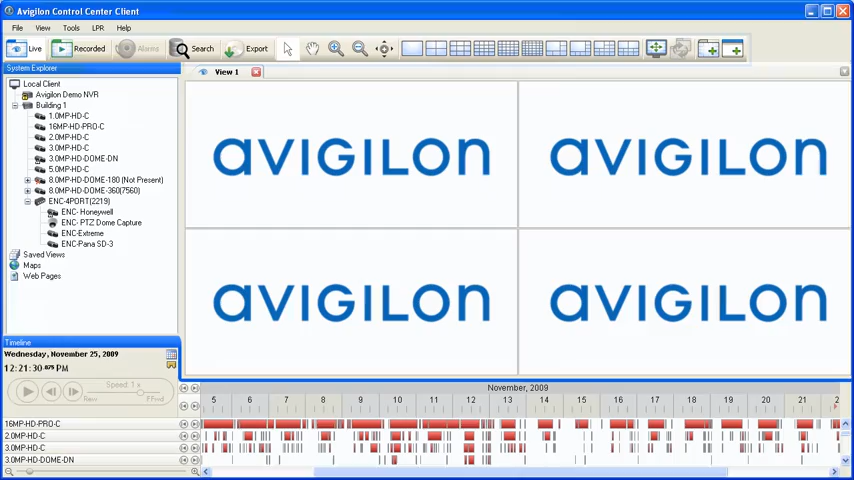 Avigilon Control Center Client
File View Tools LPR Help
Live Recorded Alarms Search Export
System Explorer
View 1
Local Client
Avigilon Demo NVR
Building 1
1.0MP-HD-C
16MP-HD-PRO-C
2.0MP-HD-C
3.0MP-HD-C
3.0MP-HD-DOME-DN
5.0MP-HD-C
8.0MP-HD-DOME-180 (Not Present)
8.0MP-HD-DOME-360(7560)
ENC-4PORT(2219)
ENC- Honeywell
ENC- PTZ Dome Capture
ENC-Extreme
ENC-Pana SD-3
Saved Views
Maps
Web Pages
aVIGILON aVIGILON
aVIGILON aVIGILON
Timeline
Wednesday, November 25, 2009
12:21:30.875 PM
Speed: 1 x
Rew FFwd
November, 2009
5 6 7 8 9 10 11 12 13 14 15 16 17 18 19 20 21 2
16MP-HD-PRO-C
2.0MP-HD-C
3.0MP-HD-C
3.0MP-HD-DOME-DN